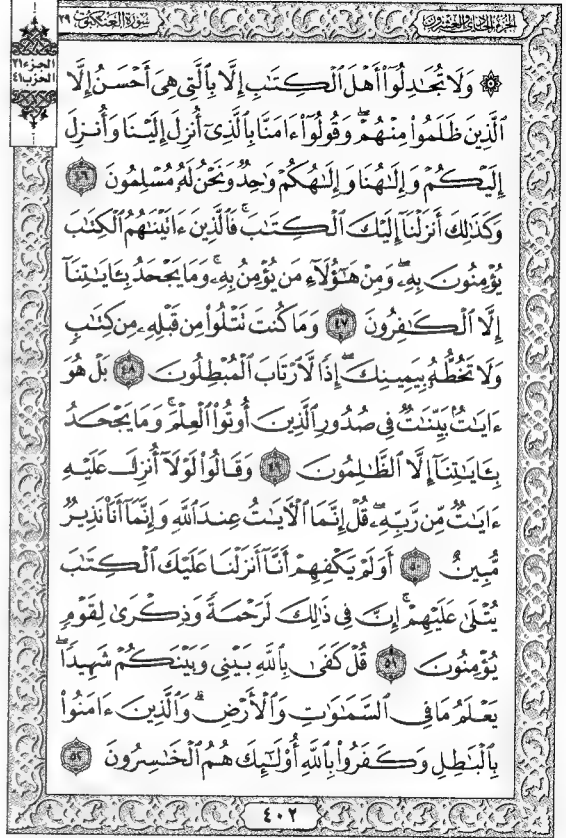 الجزء الحادي والعشرون
سورة العنكبوت ٢٩
الجزء ٢١
الحزب ٤١
۞ وَلَا تُجَٰدِلُوٓا۟ أَهْلَ ٱلْكِتَٰبِ إِلَّا بِٱلَّتِى هِىَ أَحْسَنُ إِلَّا
ٱلَّذِينَ ظَلَمُوا۟ مِنْهُمْ ۖ وَقُولُوٓا۟ ءَامَنَّا بِٱلَّذِىٓ أُنزِلَ إِلَيْنَا وَأُنزِلَ
إِلَيْكُمْ وَإِلَٰهُنَا وَإِلَٰهُكُمْ وَٰحِدٌ وَنَحْنُ لَهُۥ مُسْلِمُونَ ٤٦
وَكَذَٰلِكَ أَنزَلْنَآ إِلَيْكَ ٱلْكِتَٰبَ ۚ فَٱلَّذِينَ ءَاتَيْنَٰهُمُ ٱلْكِتَٰبَ
يُؤْمِنُونَ بِهِۦ ۖ وَمِنْ هَٰٓؤُلَآءِ مَن يُؤْمِنُ بِهِۦ ۚ وَمَا يَجْحَدُ بِـَٔايَٰتِنَآ
إِلَّا ٱلْكَٰفِرُونَ ٤٧ وَمَا كُنتَ تَتْلُوا۟ مِن قَبْلِهِۦ مِن كِتَٰبٍ
وَلَا تَخُطُّهُۥ بِيَمِينِكَ ۖ إِذًا لَّٱرْتَابَ ٱلْمُبْطِلُونَ ٤٨ بَلْ هُوَ
ءَايَٰتٌۢ بَيِّنَٰتٌ فِى صُدُورِ ٱلَّذِينَ أُوتُوا۟ ٱلْعِلْمَ ۚ وَمَا يَجْحَدُ
بِـَٔايَٰتِنَآ إِلَّا ٱلظَّٰلِمُونَ ٤٩ وَقَالُوا۟ لَوْلَآ أُنزِلَ عَلَيْهِ
ءَايَٰتٌ مِّن رَّبِّهِۦ ۖ قُلْ إِنَّمَا ٱلْءَايَٰتُ عِندَ ٱللَّهِ وَإِنَّمَآ أَنَا۠ نَذِيرٌ
مُّبِينٌ ٥٠ أَوَلَمْ يَكْفِهِمْ أَنَّآ أَنزَلْنَا عَلَيْكَ ٱلْكِتَٰبَ
يُتْلَىٰ عَلَيْهِمْ ۚ إِنَّ فِى ذَٰلِكَ لَرَحْمَةً وَذِكْرَىٰ لِقَوْمٍ
يُؤْمِنُونَ ٥١ قُلْ كَفَىٰ بِٱللَّهِ بَيْنِى وَبَيْنَكُمْ شَهِيدًا ۖ
يَعْلَمُ مَا فِى ٱلسَّمَٰوَٰتِ وَٱلْأَرْضِ ۗ وَٱلَّذِينَ ءَامَنُوا۟
بِٱلْبَٰطِلِ وَكَفَرُوا۟ بِٱللَّهِ أُو۟لَٰٓئِكَ هُمُ ٱلْخَٰسِرُونَ ٥٢
٤٠٢